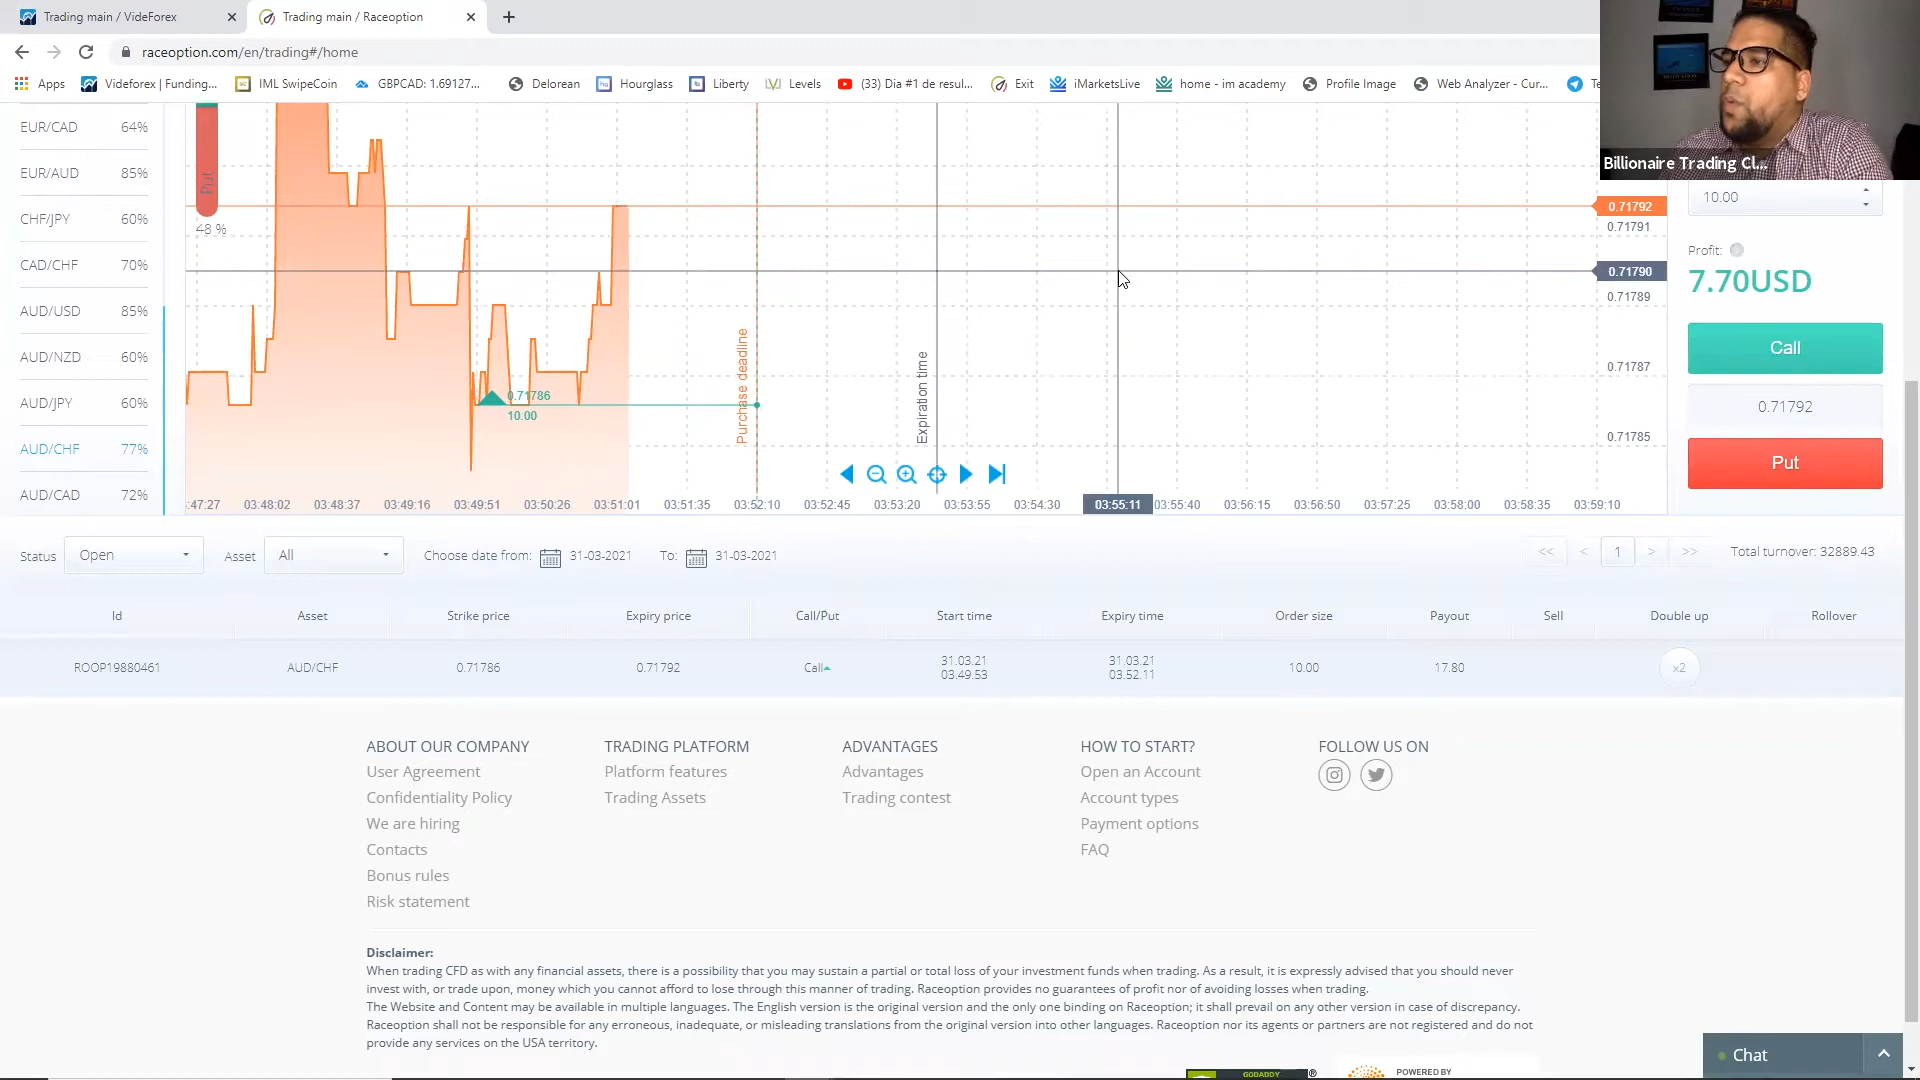 Trading main / VideForex
Trading main / Raceoption
raceoption.com/en/trading#/home
Apps
Videforex | Funding...
IML SwipeCoin
GBPCAD: 1.69127...
Delorean
Hourglass
Liberty
Levels
(33) Dia #1 de resul...
Exit
iMarketsLive
home - im academy
Profile Image
Web Analyzer - Cur...
Billionaire Trading Cl...
EUR/CAD 64%
EUR/AUD 85%
CHF/JPY 60%
CAD/CHF 70%
AUD/USD 85%
AUD/NZD 60%
AUD/JPY 60%
AUD/CHF 77%
AUD/CAD 72%
Put
48 %
0.71786
10.00
Purchase deadline
Expiration time
0.71792
0.71791
0.71790
0.71789
0.71787
0.71785
:47:27 03:48:02 03:48:37 03:49:16 03:49:51 03:50:26 03:51:01 03:51:35 03:52:10 03:52:45 03:53:20 03:53:55 03:54:30 03:55:11 03:55:40 03:56:15 03:56:50 03:57:25 03:58:00 03:58:35 03:59:10
10.00
Profit:
7.70USD
Call
0.71792
Put
Status Open Asset All Choose date from: 31-03-2021 To: 31-03-2021
<< < 1 > >> Total turnover: 32889.43
Id Asset Strike price Expiry price Call/Put Start time Expiry time Order size Payout Sell Double up Rollover
ROOP19880461 AUD/CHF 0.71786 0.71792 Call 31.03.21 03.49.53 31.03.21 03.52.11 10.00 17.80 x2
ABOUT OUR COMPANY
User Agreement
Confidentiality Policy
We are hiring
Contacts
Bonus rules
Risk statement
TRADING PLATFORM
Platform features
Trading Assets
ADVANTAGES
Advantages
Trading contest
HOW TO START?
Open an Account
Account types
Payment options
FAQ
FOLLOW US ON
Disclaimer:
When trading CFD as with any financial assets, there is a possibility that you may sustain a partial or total loss of your investment funds when trading. As a result, it is expressly advised that you should never
invest with, or trade upon, money which you cannot afford to lose through this manner of trading. Raceoption provides no guarantees of profit nor of avoiding losses when trading.
The Website and Content may be available in multiple languages. The English version is the original version and the only one binding on Raceoption; it shall prevail on any other version in case of discrepancy.
Raceoption shall not be responsible for any erroneous, inadequate, or misleading translations from the original version into other languages. Raceoption nor its agents or partners are not registered and do not
provide any services on the USA territory.
GODADDY
POWERED BY
Chat